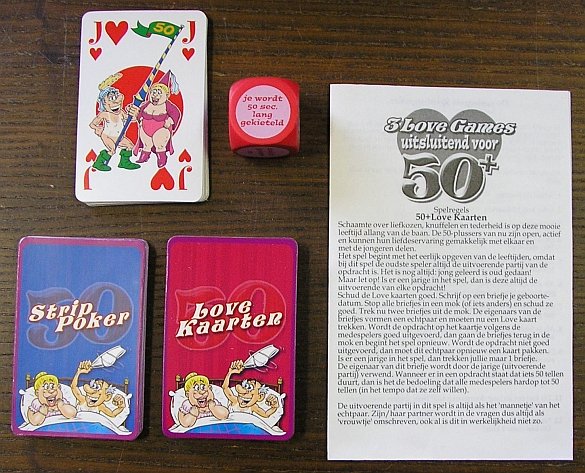 J J
50
je wordt
50 sec.
lang
gekieteld
J J
50
Strip
Poker
50
Love
Kaarten
3 Love Games
uitsluitend voor
50+
Spelregels
50+Love Kaarten
Schaamte over liefkozen, knuffelen en tederheid is op deze mooie
leeftijd allang van de baan. De 50-plussers van nu zijn open, actief
en kunnen hun liefdeservaring gemakkelijk met elkaar en
met de jongeren delen.
Het spel begint met het eerlijk opgeven van de leeftijden, omdat
bij dit spel de oudste speler altijd de uitvoerende partij van de
opdracht is. Het is nog altijd: jong geleerd is oud gedaan!
Maar let op! Is er een jarige in het spel, dan is deze altijd de
uitvoerende van elke opdracht!
Schud de Love kaarten goed. Schrijf op een briefje je geboorte-
datum. Stop alle briefjes in een mok (of iets anders) en schud ze
goed. Trek nu twee briefjes uit de mok. De eigenaars van de
briefjes vormen een echtpaar en moeten nu een Love kaart
trekken. Wordt de opdracht op het kaartje volgens de
medespelers goed uitgevoerd, dan gaan de briefjes terug in de
mok en begint het spel opnieuw. Wordt de opdracht niet goed
uitgevoerd, dan moet dit echtpaar opnieuw een kaart pakken.
Is er een jarige in het spel, dan trekken jullie maar 1 briefje.
De eigenaar van dit briefje wordt door de jarige (uitvoerende
partij) verwend. Wanneer er in een opdracht staat dat iets 50 tellen
duurt, dan is het de bedoeling dat alle medespelers hardop tot 50
tellen (in het tempo dat ze zelf willen).
De uitvoerende partij in dit spel is altijd als het 'mannetje' van het
echtpaar. Zijn/haar partner wordt in de vragen dus altijd als
'vrouwtje' omschreven, ook al is dit in werkelijkheid niet zo.